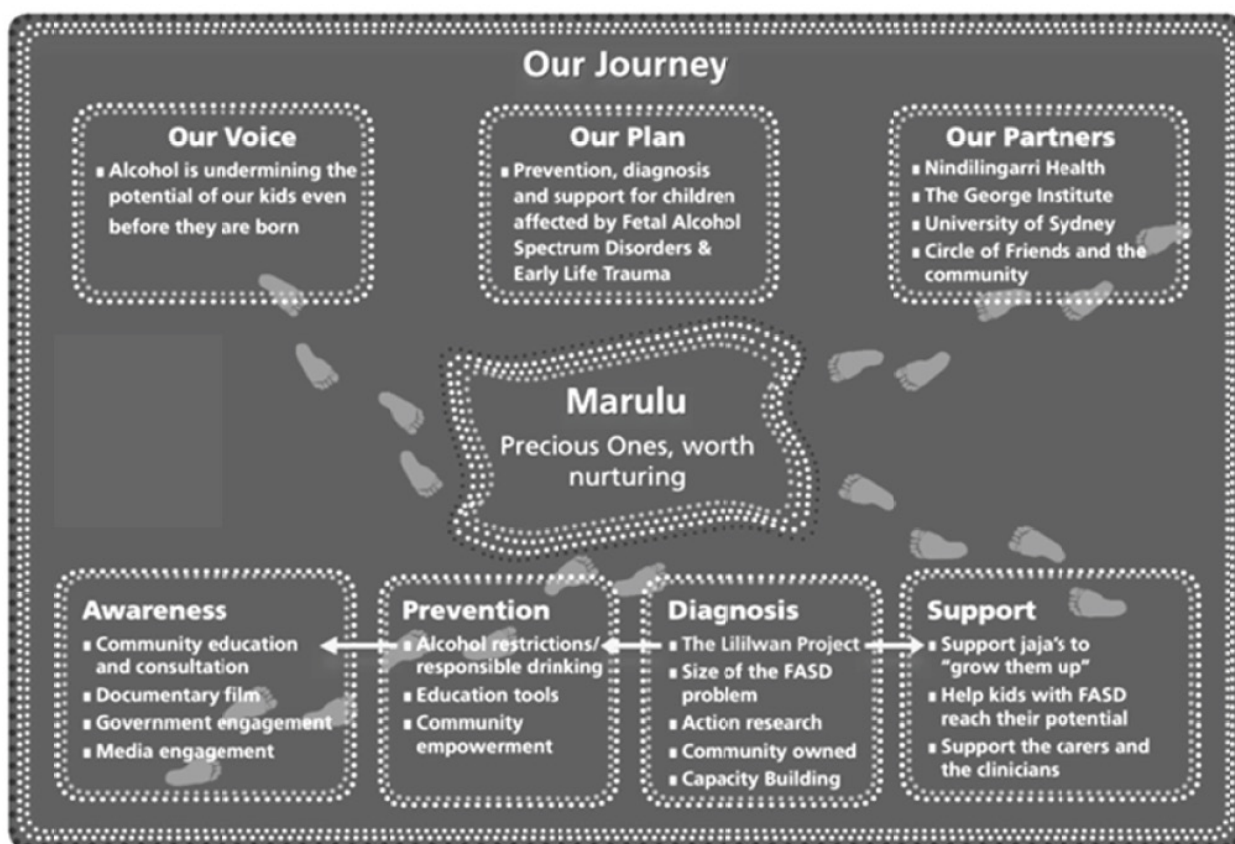 Our Journey
Our Voice
▪ Alcohol is undermining the
potential of our kids even
before they are born
Our Plan
▪ Prevention, diagnosis
and support for children
affected by Fetal Alcohol
Spectrum Disorders &
Early Life Trauma
Our Partners
▪ Nindilingarri Health
▪ The George Institute
▪ University of Sydney
▪ Circle of Friends and the
community
Marulu
Precious Ones, worth
nurturing
Awareness
▪ Community education
and consultation
▪ Documentary film
▪ Government engagement
▪ Media engagement
Prevention
▪ Alcohol restrictions/
responsible drinking
▪ Education tools
▪ Community
empowerment
Diagnosis
▪ The Lililwan Project
▪ Size of the FASD
problem
▪ Action research
▪ Community owned
▪ Capacity Building
Support
▪ Support jaja's to
"grow them up"
▪ Help kids with FASD
reach their potential
▪ Support the carers and
the clinicians